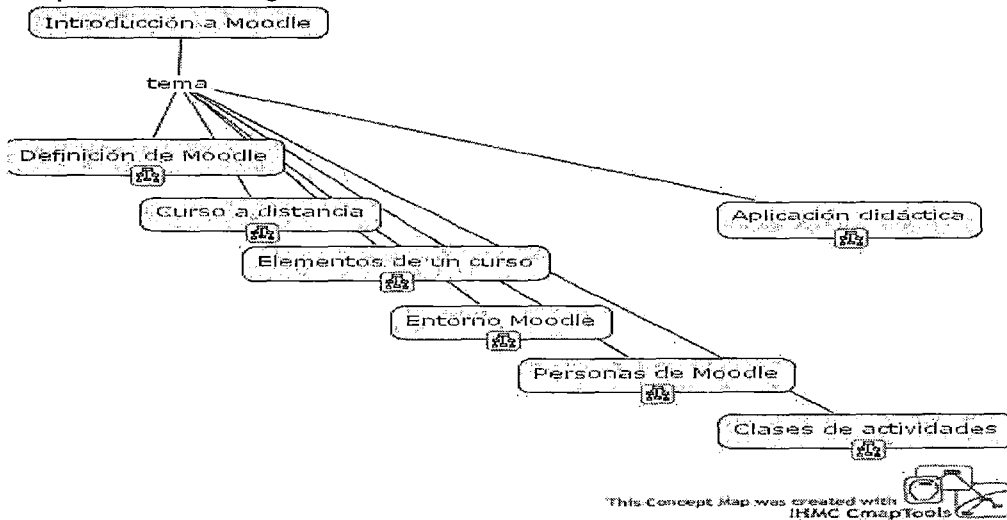 Introducción a Moodle
tema
Definición de Moodle
Curso a distancia
Aplicación didáctica
Elementos de un curso
Entorno Moodle
Personas de Moodle
Clases de actividades
This Concept Map was created with
IHMC CmapTools